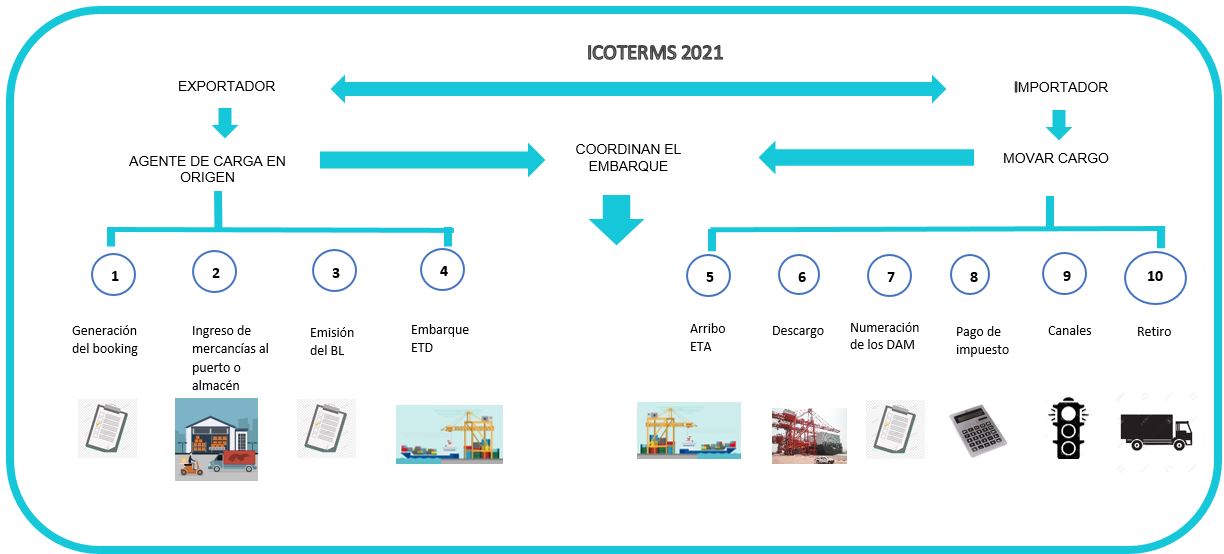 ICOTERMS 2021
EXPORTADOR
IMPORTADOR
AGENTE DE CARGA EN
ORIGEN
COORDINAN EL
EMBARQUE
MOVAR CARGO
1
2
3
4
5
6
7
8
9
10
Generación
del booking
Ingreso de
mercancías al
puerto o
almacén
Emisión
del BL
Embarque
ETD
Arribo
ETA
Descargo
Numeración
de los DAM
Pago de
impuesto
Canales
Retiro